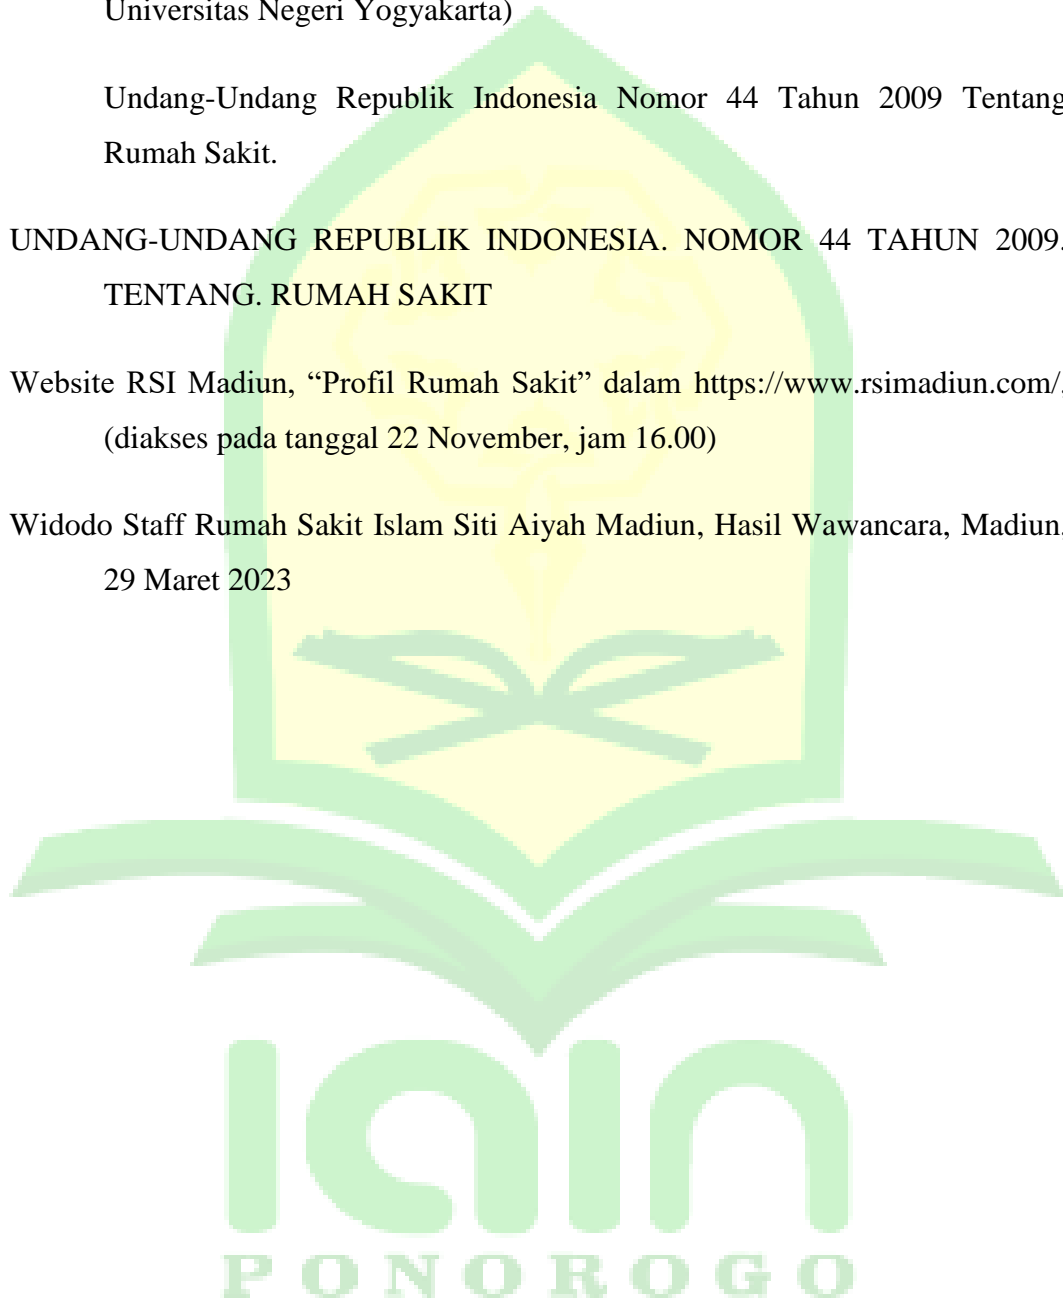 Universitas Negeri Yogyakarta)
Undang-Undang Republik Indonesia Nomor 44 Tahun 2009 Tentang
Rumah Sakit.
UNDANG-UNDANG REPUBLIK INDONESIA. NOMOR 44 TAHUN 2009.
TENTANG. RUMAH SAKIT
Website RSI Madiun, “Profil Rumah Sakit” dalam https://www.rsimadiun.com/,
(diakses pada tanggal 22 November, jam 16.00)
Widodo Staff Rumah Sakit Islam Siti Aiyah Madiun, Hasil Wawancara, Madiun,
29 Maret 2023
IAIN
PONOROGO